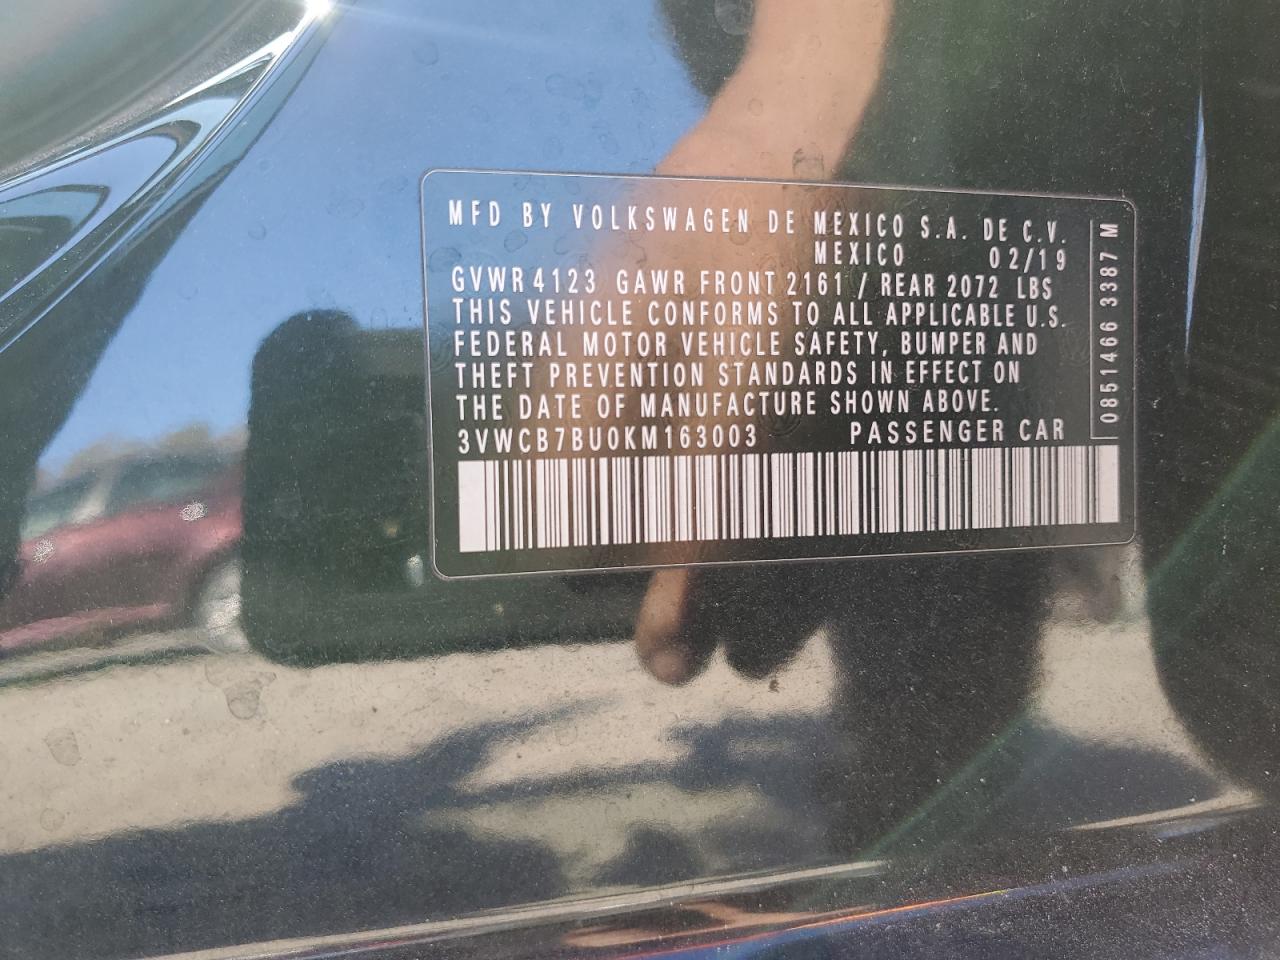 MFD BY VOLKSWAGEN DE MEXICO S.A. DE C.V.
MEXICO 02/19
GVWR 4123 GAWR FRONT 2161 / REAR 2072 LBS
THIS VEHICLE CONFORMS TO ALL APPLICABLE U.S.
FEDERAL MOTOR VEHICLE SAFETY, BUMPER AND
THEFT PREVENTION STANDARDS IN EFFECT ON
THE DATE OF MANUFACTURE SHOWN ABOVE.
3VWCB7BU0KM163003 PASSENGER CAR
0851466 3387 M